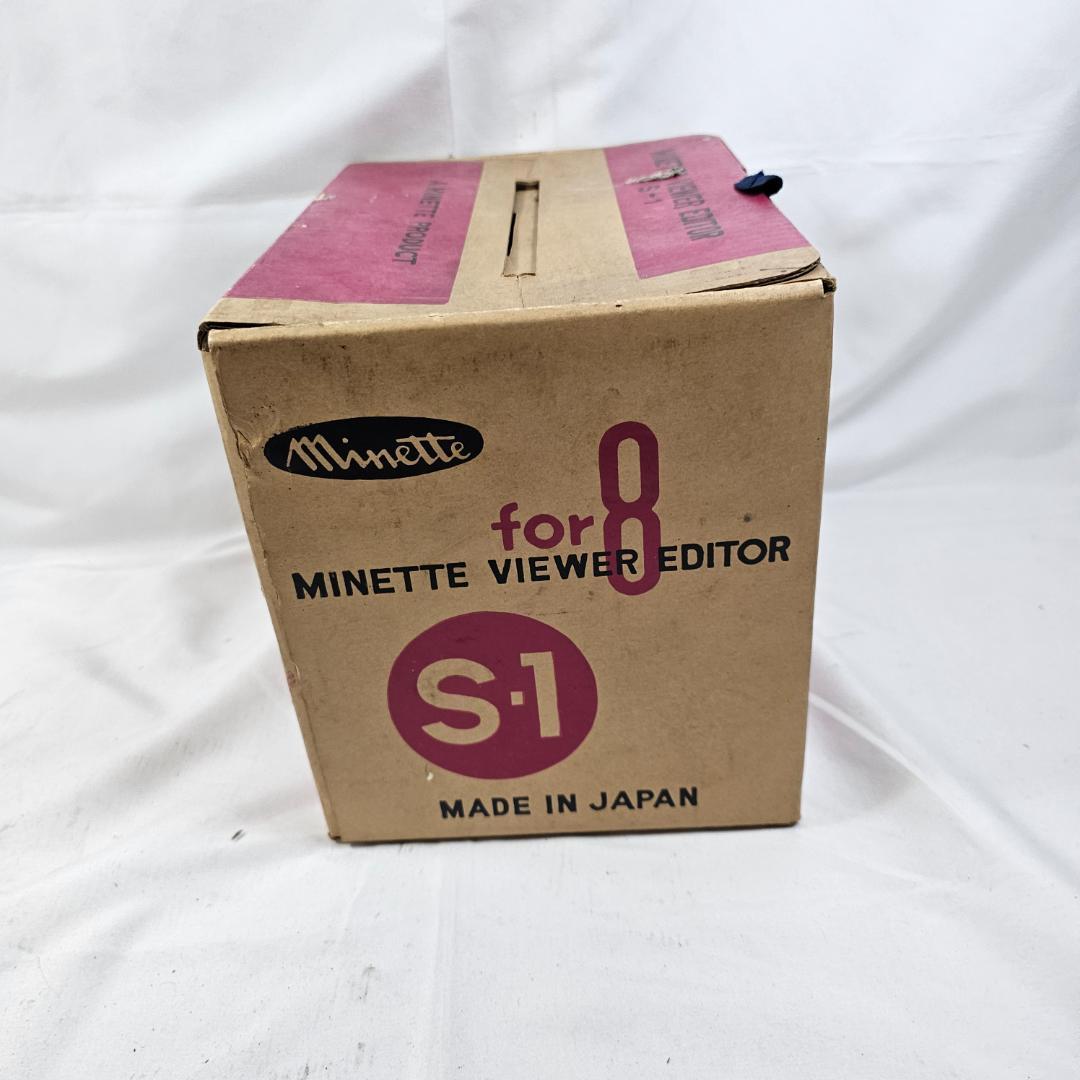 A MINETTE PRODUCT
MINETTE VIEWER EDITOR
S-1
Minette
for 8
MINETTE VIEWER EDITOR
S-1
MADE IN JAPAN